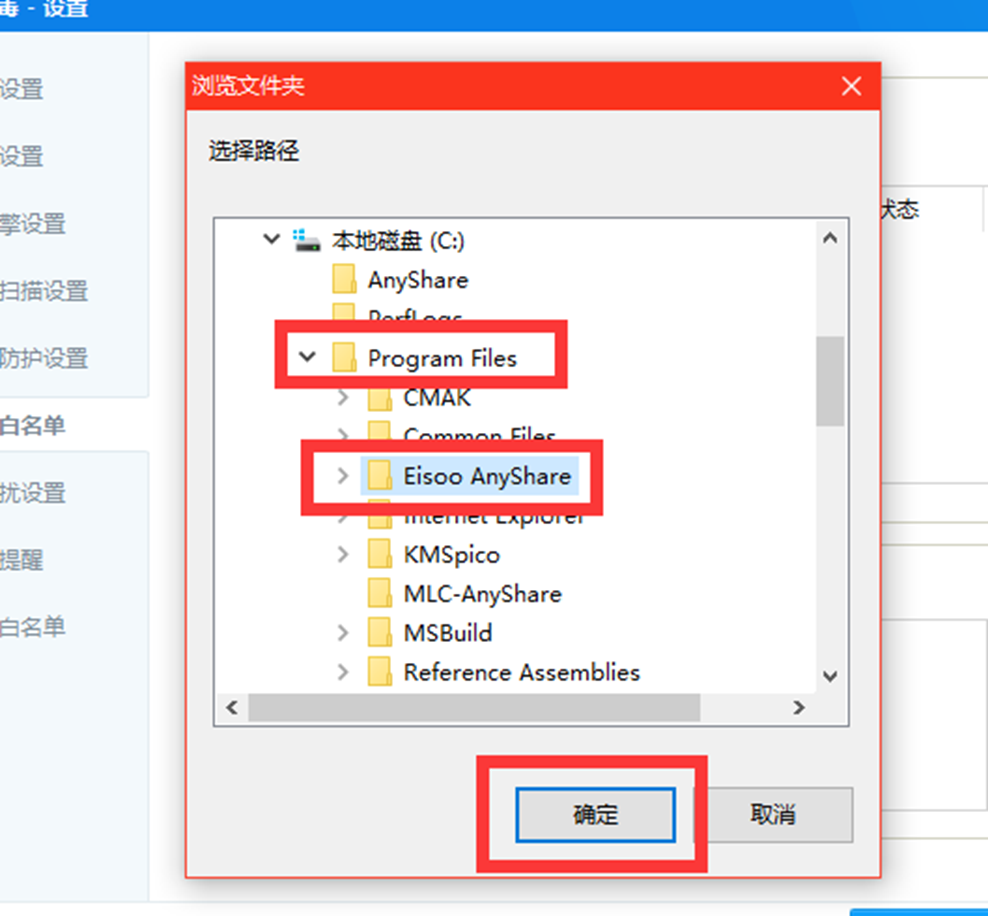 毒 - 设置
设置
设置
擎设置
扫描设置
防护设置
白名单
扰设置
提醒
白名单
浏览文件夹
选择路径
本地磁盘 (C:)
AnyShare
PerfLogs
Program Files
CMAK
Common Files
Eisoo AnyShare
Internet Explorer
KMSpico
MLC-AnyShare
MSBuild
Reference Assemblies
确定
取消
状态